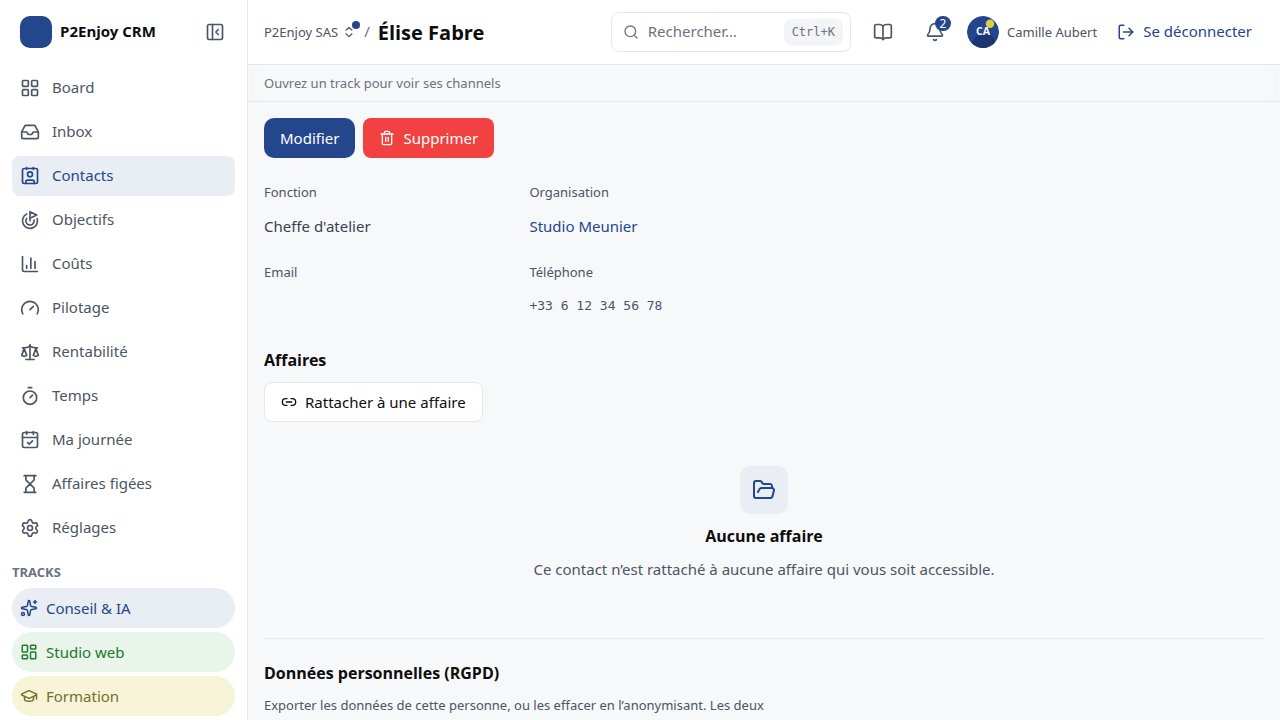 P2Enjoy CRM
P2Enjoy SAS / Élise Fabre
Rechercher... Ctrl+K
2
CA Camille Aubert
Se déconnecter
Board
Inbox
Contacts
Objectifs
Coûts
Pilotage
Rentabilité
Temps
Ma journée
Affaires figées
Réglages
TRACKS
Conseil & IA
Studio web
Formation
Ouvrez un track pour voir ses channels
Modifier
Supprimer
Fonction
Cheffe d'atelier
Organisation
Studio Meunier
Email
Téléphone
+33 6 12 34 56 78
Affaires
Rattacher à une affaire
Aucune affaire
Ce contact n’est rattaché à aucune affaire qui vous soit accessible.
Données personnelles (RGPD)
Exporter les données de cette personne, ou les effacer en l’anonymisant. Les deux